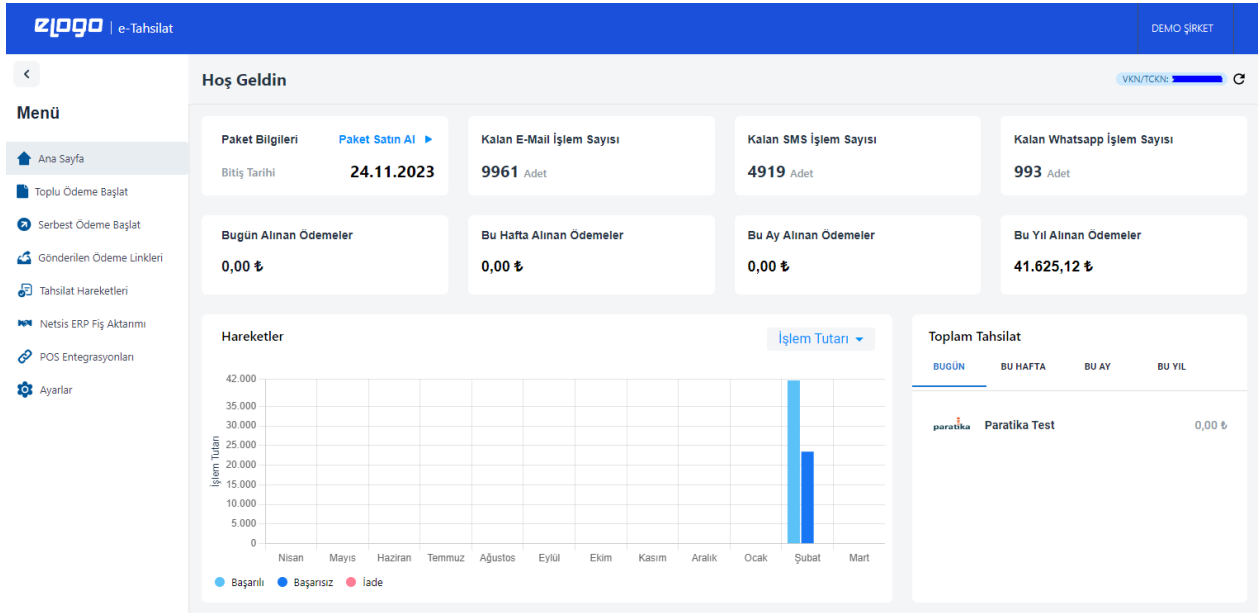 eLOGO | e-Tahsilat
DEMO ŞİRKET
Menü
Ana Sayfa
Toplu Ödeme Başlat
Serbest Ödeme Başlat
Gönderilen Ödeme Linkleri
Tahsilat Hareketleri
Netsis ERP Fiş Aktarımı
POS Entegrasyonları
Ayarlar
Hoş Geldin
VKN/TCKN:
Paket Bilgileri
Paket Satın Al
Bitiş Tarihi
24.11.2023
Kalan E-Mail İşlem Sayısı
9961 Adet
Kalan SMS İşlem Sayısı
4919 Adet
Kalan Whatsapp İşlem Sayısı
993 Adet
Bugün Alınan Ödemeler
0,00 ₺
Bu Hafta Alınan Ödemeler
0,00 ₺
Bu Ay Alınan Ödemeler
0,00 ₺
Bu Yıl Alınan Ödemeler
41.625,12 ₺
Hareketler
İşlem Tutarı
İşlem Tutarı
42.000
35.000
30.000
25.000
20.000
15.000
10.000
5.000
0
Nisan Mayıs Haziran Temmuz Ağustos Eylül Ekim Kasım Aralık Ocak Şubat Mart
Başarılı Başarısız İade
Toplam Tahsilat
BUGÜN BU HAFTA BU AY BU YIL
paratika Paratika Test 0,00 ₺